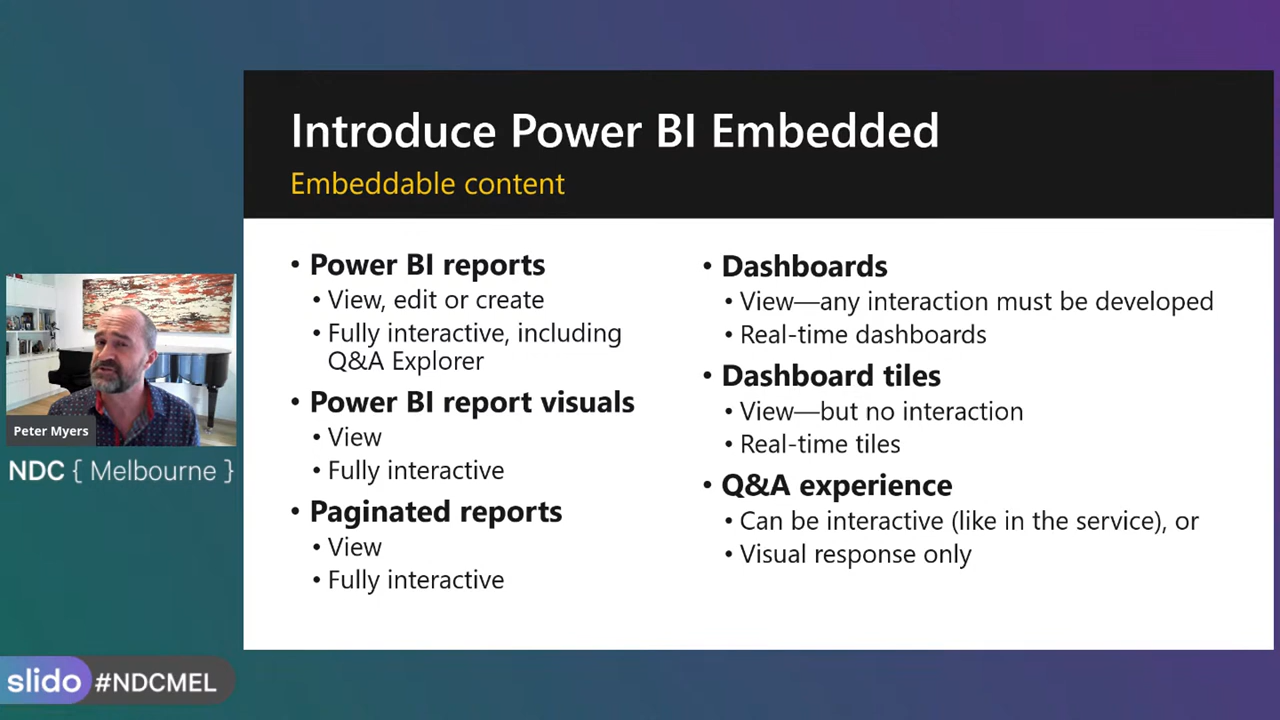 Introduce Power BI Embedded
Embeddable content
• Power BI reports
• View, edit or create
• Fully interactive, including
Q&A Explorer
• Power BI report visuals
• View
• Fully interactive
• Paginated reports
• View
• Fully interactive
• Dashboards
• View—any interaction must be developed
• Real-time dashboards
• Dashboard tiles
• View—but no interaction
• Real-time tiles
• Q&A experience
• Can be interactive (like in the service), or
• Visual response only
Peter Myers
NDC { Melbourne }
slido #NDCMEL